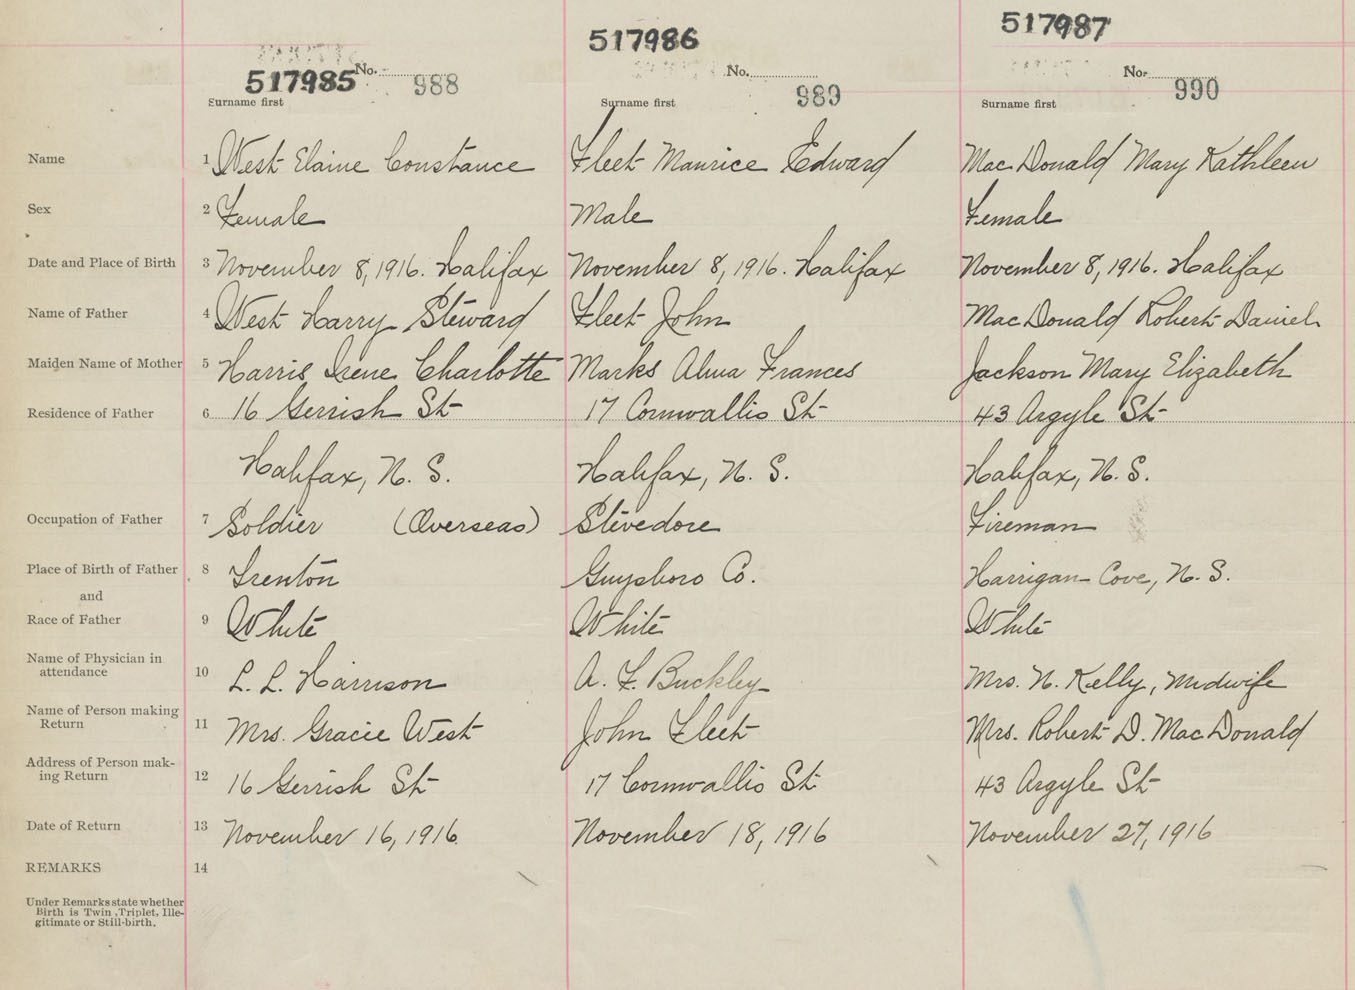 517985 No. 988 517986 No. 989 517987 No. 990
Surname first Surname first Surname first
Name 1 West Elaine Constance Fleet Maurice Edward MacDonald Mary Kathleen
Sex 2 Female Male Female
Date and Place of Birth 3 November 8, 1916. Halifax November 8, 1916. Halifax November 8, 1916. Halifax
Name of Father 4 West Harry Steward Fleet John MacDonald Robert Daniel
Maiden Name of Mother 5 Harris Irene Charlotte Marks Alma Frances Jackson Mary Elizabeth
Residence of Father 6 16 Gerrish St 17 Cornwallis St 43 Argyle St
Halifax, N. S. Halifax, N. S. Halifax, N. S.
Occupation of Father 7 Soldier (Overseas) Stevedore Fireman
Place of Birth of Father 8 Trenton Guysboro Co. Harrigan Cove, N. S.
and
Race of Father 9 White White White
Name of Physician in
attendance 10 L. L. Harrison A. F. Buckley Mrs. N. Kelly, Midwife
Name of Person making
Return 11 Mrs. Gracie West John Fleet Mrs. Robert D. MacDonald
Address of Person mak-
ing Return 12 16 Gerrish St 17 Cornwallis St 43 Argyle St
Date of Return 13 November 16, 1916 November 18, 1916 November 27, 1916
REMARKS 14
Under Remarks state whether
Birth is Twin, Triplet, Ille-
gitimate or Still-birth.